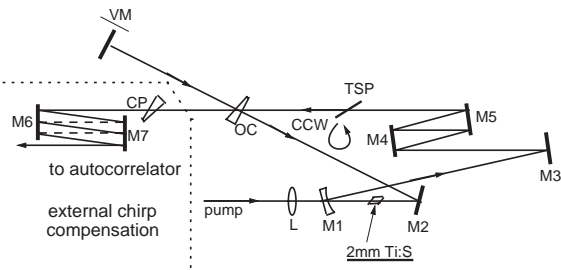 VM
TSP
CP
M5
OC
CCW
M6
M7
M4
M3
to autocorrelator
external chirp
compensation
pump
L
M1
M2
2mm Ti:S